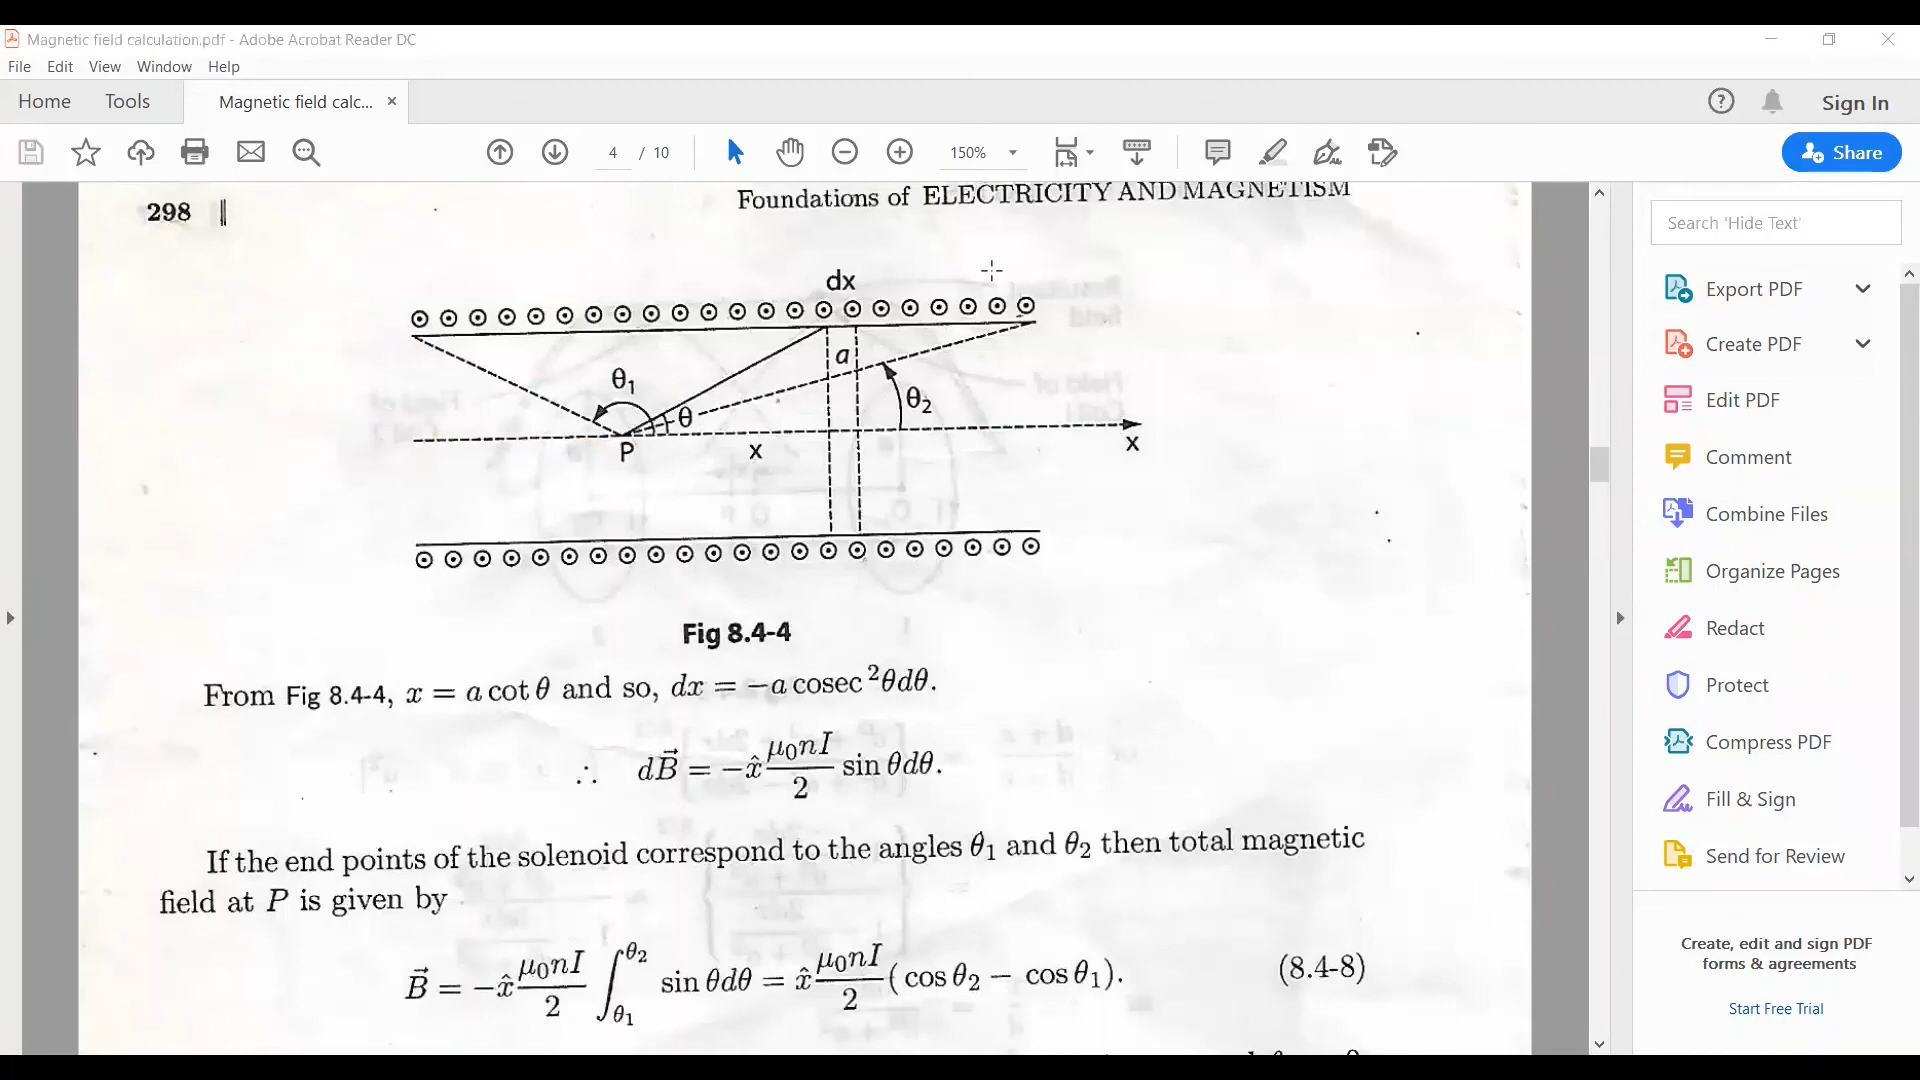 Magnetic field calculation.pdf - Adobe Acrobat Reader DC
File Edit View Window Help
Home Tools Magnetic field calc... × Sign In
4 / 10 150% Share
298 || Foundations of ELECTRICITY AND MAGNETISM
dx
a
θ₁
θ
θ₂
P x x
Fig 8.4-4
From Fig 8.4-4, x = a cot θ and so, dx = −a cosec²θdθ.
∴ dB⃗ = −x̂ μ₀nI/2 sin θdθ.
If the end points of the solenoid correspond to the angles θ₁ and θ₂ then total magnetic
field at P is given by
B⃗ = −x̂ μ₀nI/2 ∫θ₁^θ₂ sin θdθ = x̂ μ₀nI/2 (cos θ₂ − cos θ₁). (8.4-8)
Search 'Hide Text'
Export PDF
Create PDF
Edit PDF
Comment
Combine Files
Organize Pages
Redact
Protect
Compress PDF
Fill & Sign
Send for Review
Create, edit and sign PDF
forms & agreements
Start Free Trial